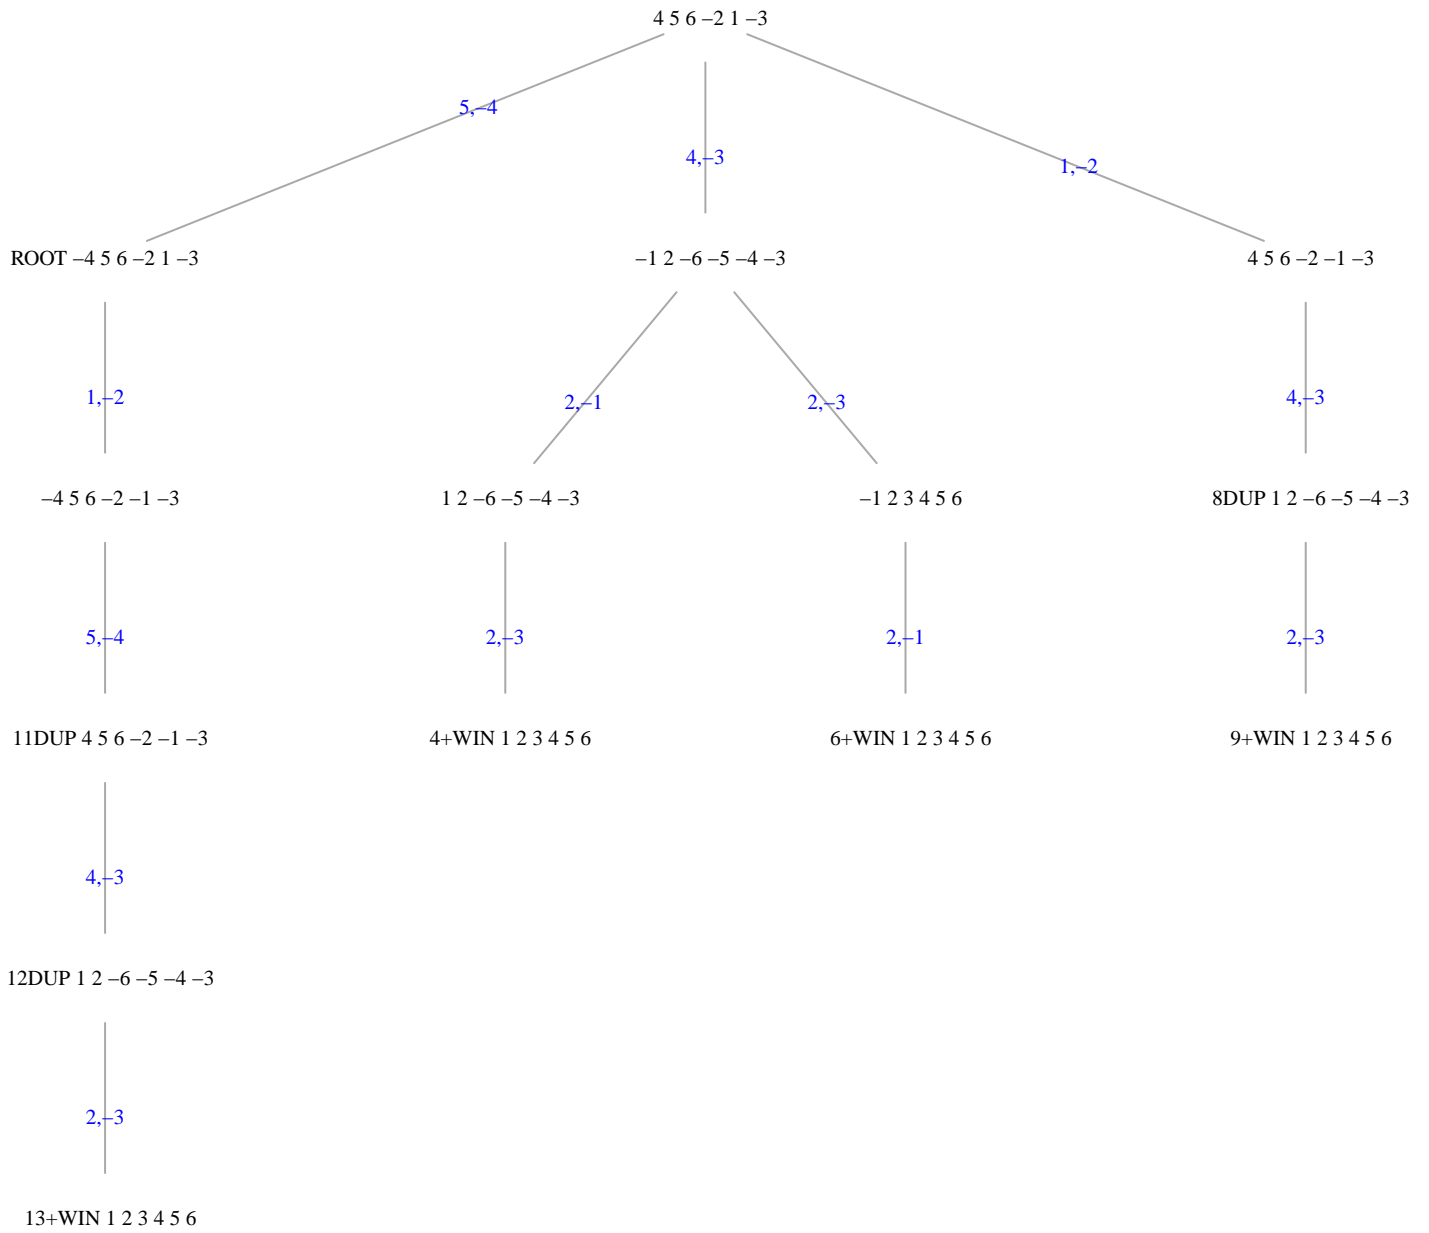 4 5 6 –2 1 –3
5,–4
4,–3
1,–2
ROOT –4 5 6 –2 1 –3
–1 2 –6 –5 –4 –3
4 5 6 –2 –1 –3
1,–2
2,–1
2,–3
4,–3
–4 5 6 –2 –1 –3
1 2 –6 –5 –4 –3
–1 2 3 4 5 6
8DUP 1 2 –6 –5 –4 –3
5,–4
2,–3
2,–1
2,–3
11DUP 4 5 6 –2 –1 –3
4+WIN 1 2 3 4 5 6
6+WIN 1 2 3 4 5 6
9+WIN 1 2 3 4 5 6
4,–3
12DUP 1 2 –6 –5 –4 –3
2,–3
13+WIN 1 2 3 4 5 6